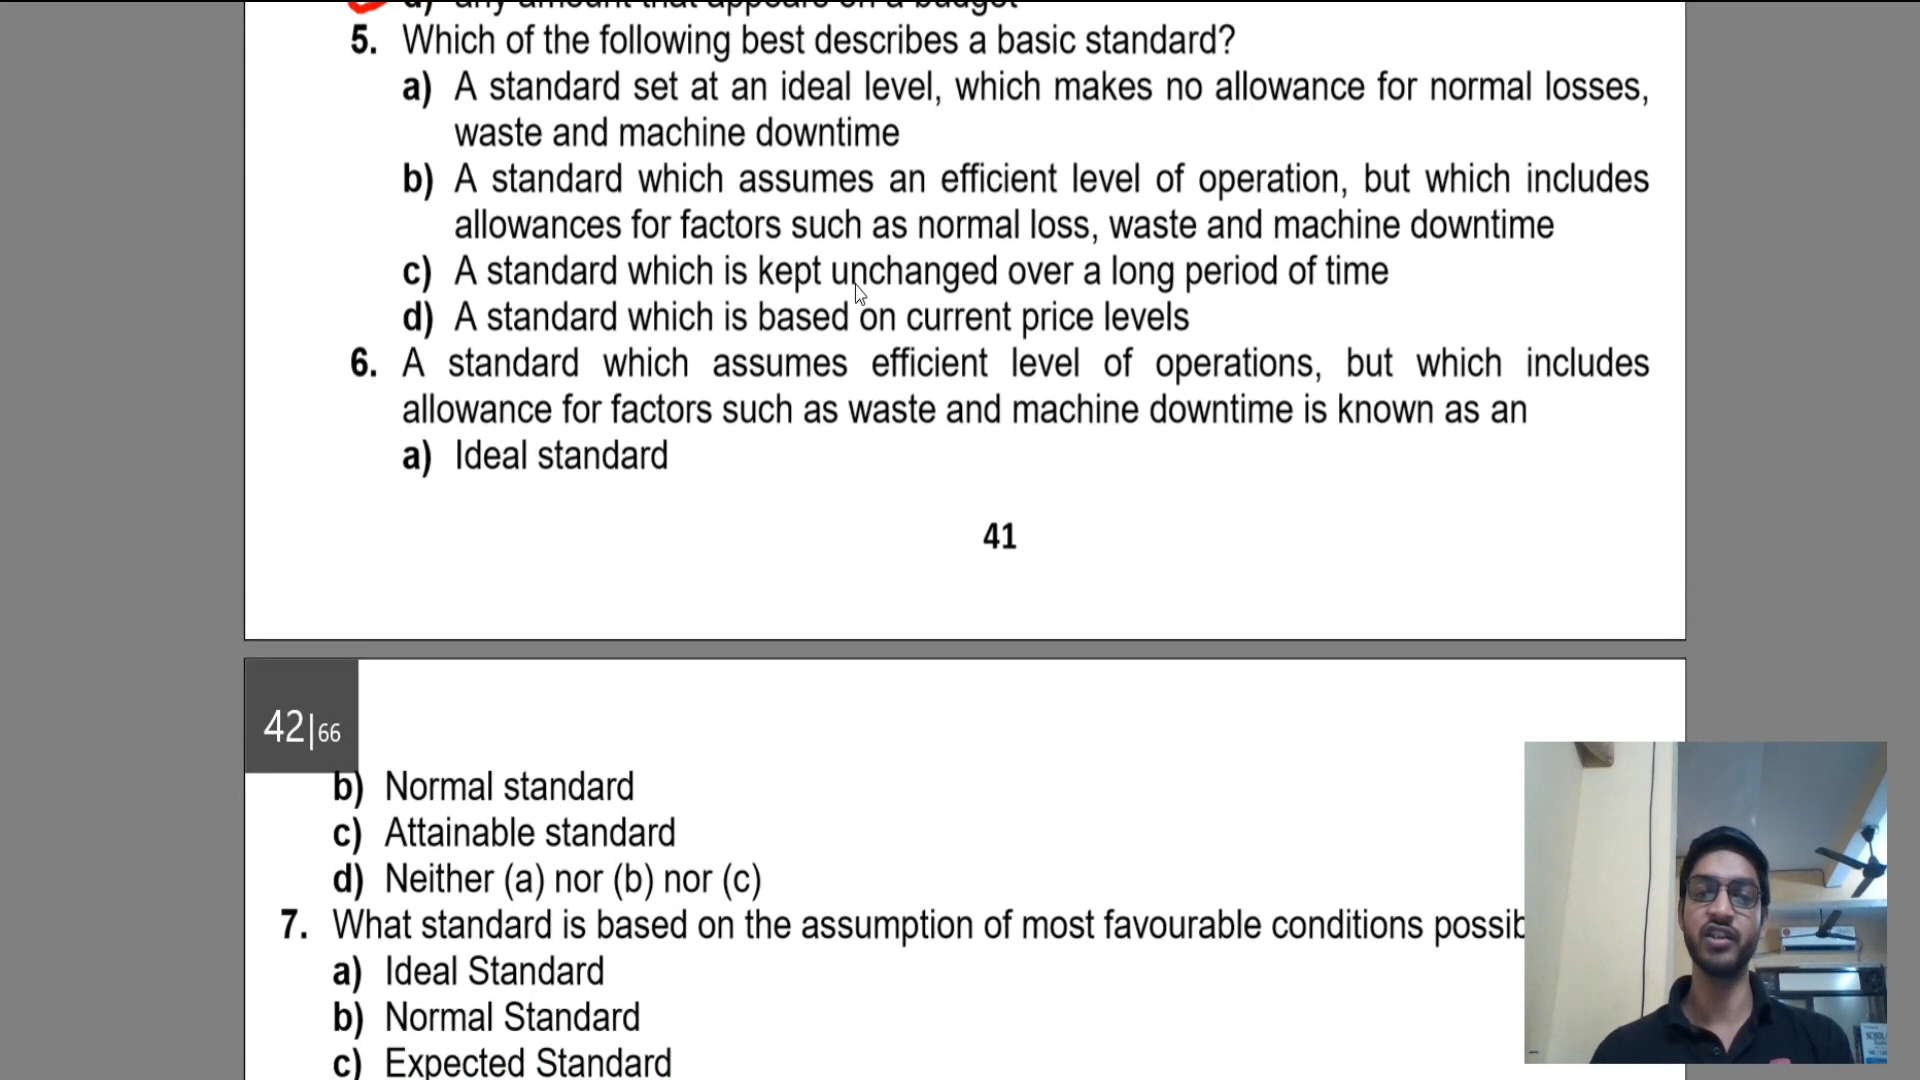 d) any amount that appears on a budget
5. Which of the following best describes a basic standard?
a) A standard set at an ideal level, which makes no allowance for normal losses,
waste and machine downtime
b) A standard which assumes an efficient level of operation, but which includes
allowances for factors such as normal loss, waste and machine downtime
c) A standard which is kept unchanged over a long period of time
d) A standard which is based on current price levels
6. A standard which assumes efficient level of operations, but which includes
allowance for factors such as waste and machine downtime is known as an
a) Ideal standard
41
42|66
b) Normal standard
c) Attainable standard
d) Neither (a) nor (b) nor (c)
7. What standard is based on the assumption of most favourable conditions possib
a) Ideal Standard
b) Normal Standard
c) Expected Standard